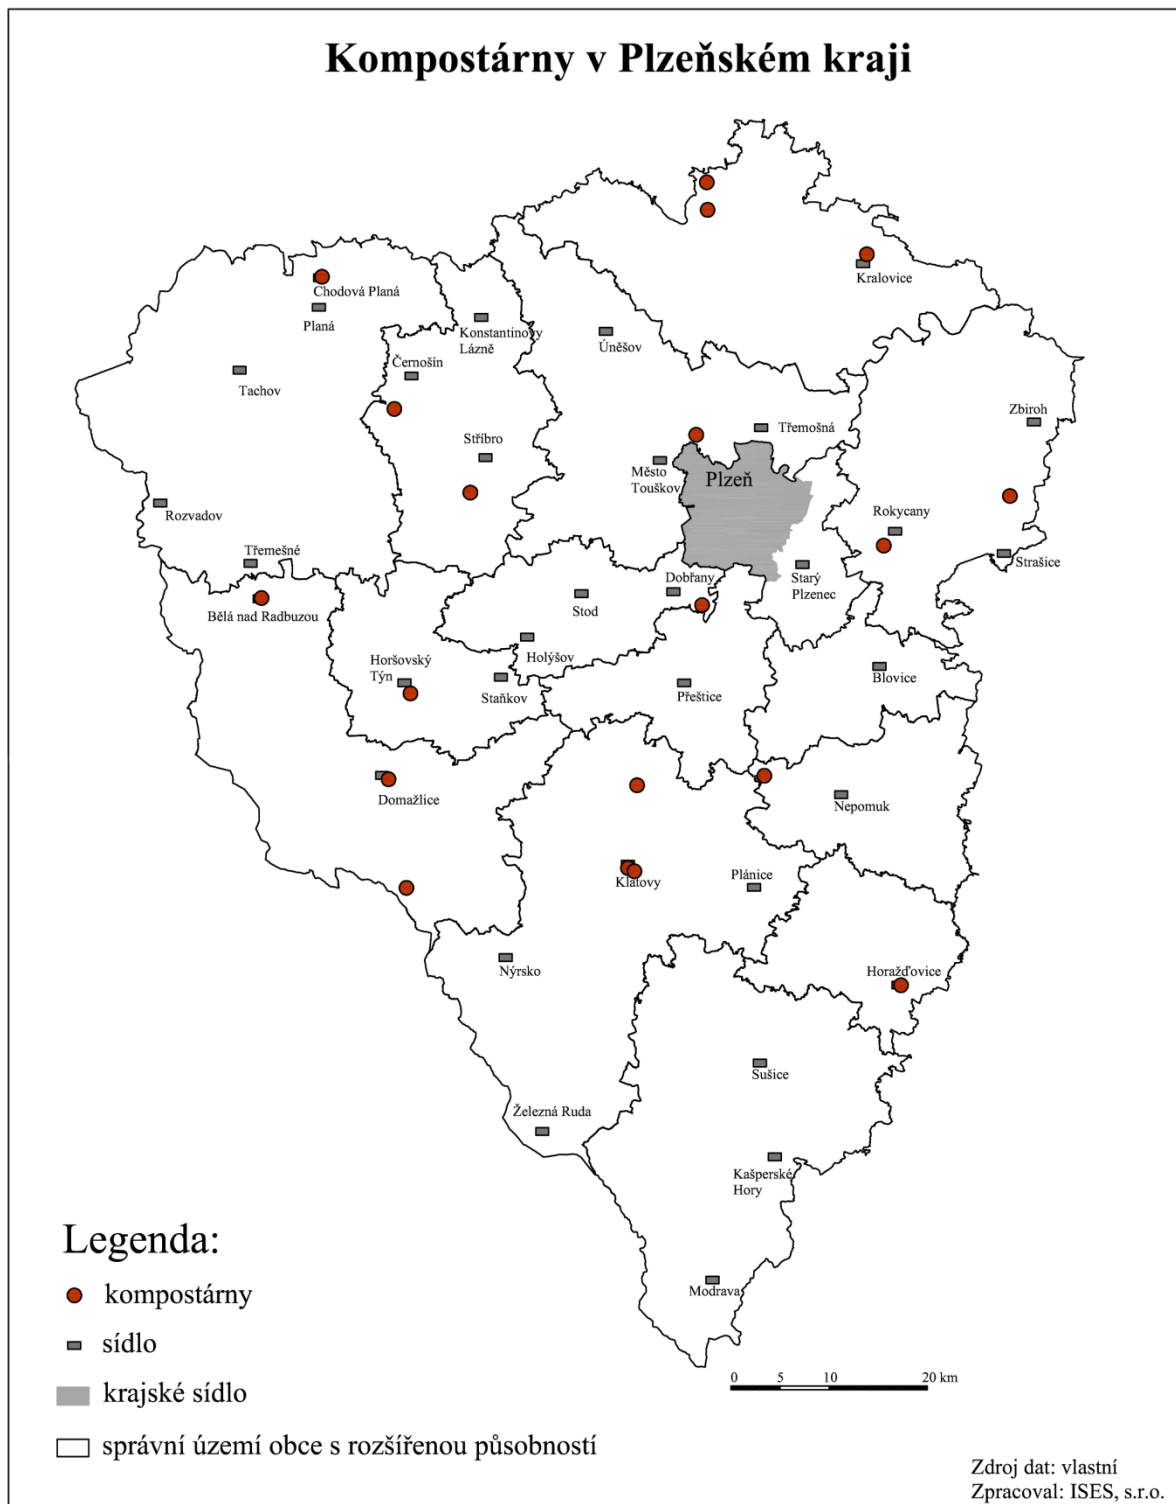 Kompostárny v Plzeňském kraji
Kralovice
Chodová Planá
Planá
Konstantinovy
Lázně
Úněšov
Černošín
Tachov
Zbiroh
Třemošná
Stříbro
Město
Touškov
Plzeň
Rozvadov
Rokycany
Třemešné
Strašice
Dobřany
Starý
Plzenec
Bělá nad Radbuzou
Stod
Holýšov
Horšovský
Týn
Staňkov
Přeštice
Blovice
Domažlice
Nepomuk
Klatovy
Plánice
Nýrsko
Horažďovice
Sušice
Železná Ruda
Kašperské
Hory
Modrava
Legenda:
kompostárny
sídlo
krajské sídlo
správní území obce s rozšířenou působností
0 5 10 20 km
Zdroj dat: vlastní
Zpracoval: ISES, s.r.o.